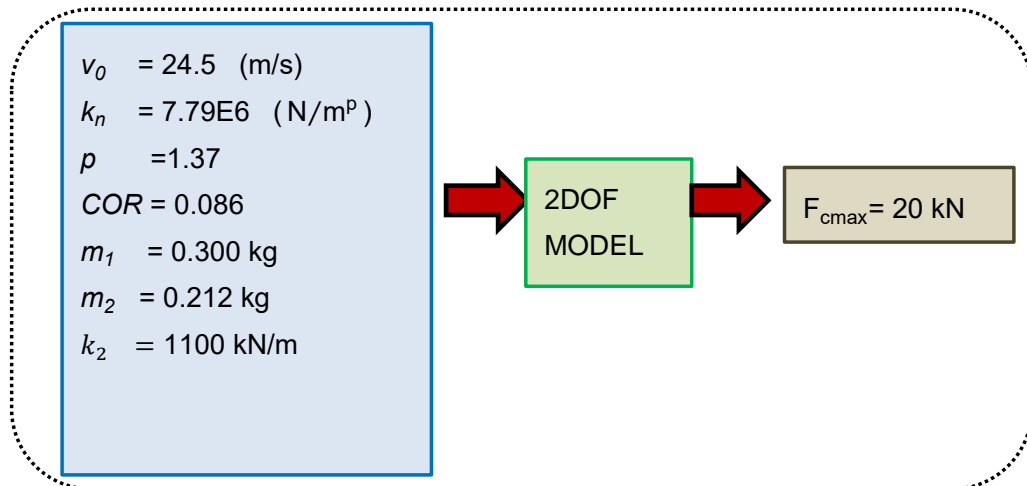 v₀ = 24.5 (m/s)
kₙ = 7.79E6 ( N/mᵖ )
p =1.37
COR = 0.086
m₁ = 0.300 kg
m₂ = 0.212 kg
k₂ = 1100 kN/m
2DOF
MODEL
F_cmax= 20 kN